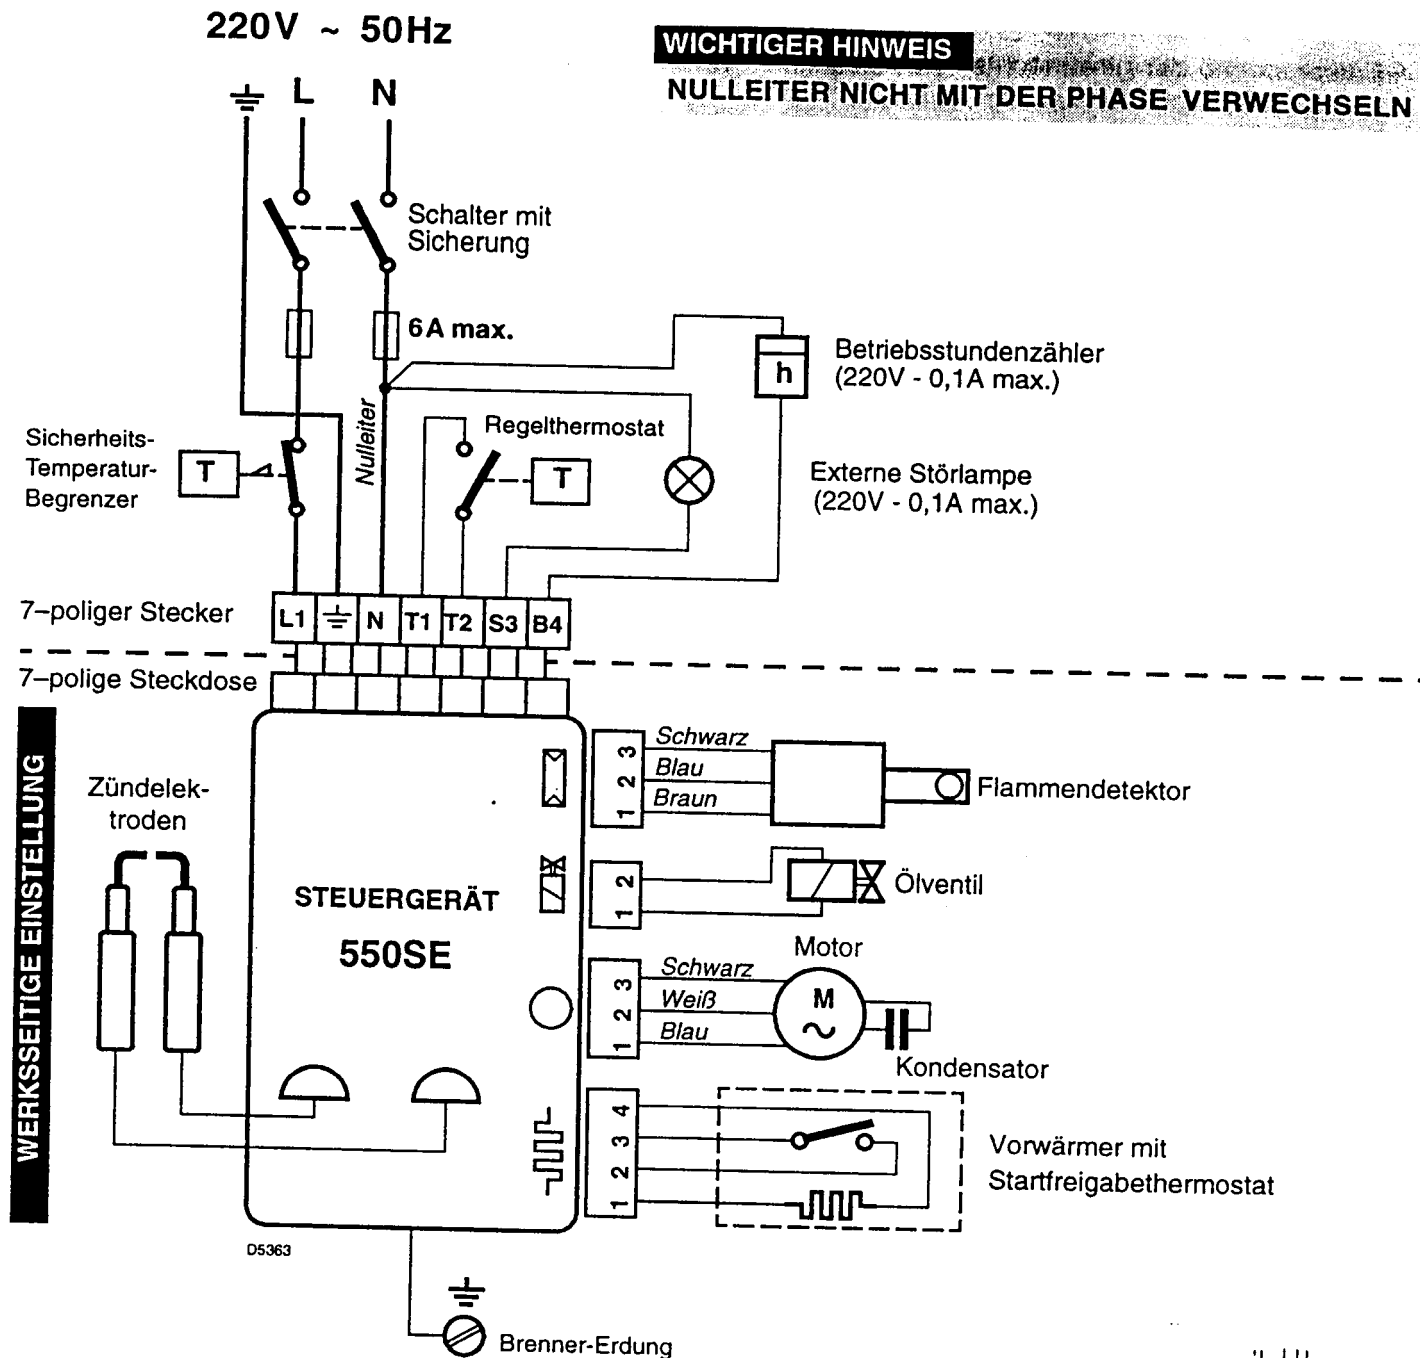 220V ~ 50Hz
WICHTIGER HINWEIS
NULLEITER NICHT MIT DER PHASE VERWECHSELN
L N
Schalter mit
Sicherung
6A max.
h
Betriebsstundenzähler
(220V - 0,1A max.)
Nulleiter
Regelthermostat
T
Sicherheits-
Temperatur-
Begrenzer
T
Externe Störlampe
(220V - 0,1A max.)
7-poliger Stecker
L1 N T1 T2 S3 B4
7-polige Steckdose
WERKSSEITIGE EINSTELLUNG
Zündelek-
troden
STEUERGERÄT
550SE
3 Schwarz
2 Blau
1 Braun
Flammendetektor
2
1
Ölventil
Motor
3 Schwarz
2 Weiß
1 Blau
M
Kondensator
4
3
2
1
Vorwärmer mit
Startfreigabethermostat
D5363
Brenner-Erdung